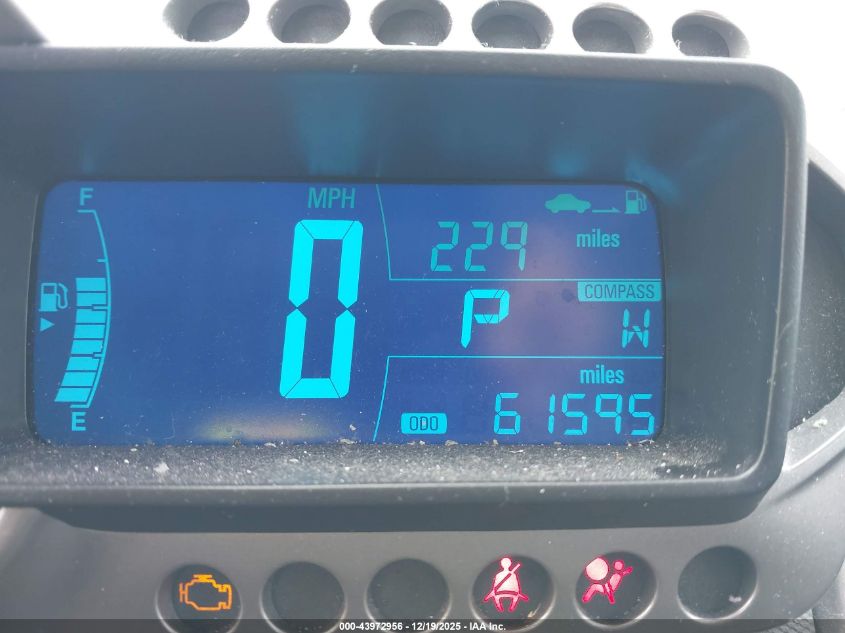 F
MPH
229 miles
COMPASS
0
P
W
miles
E
ODO 61595
000-43972956 - 12/19/2025 - IAA Inc.